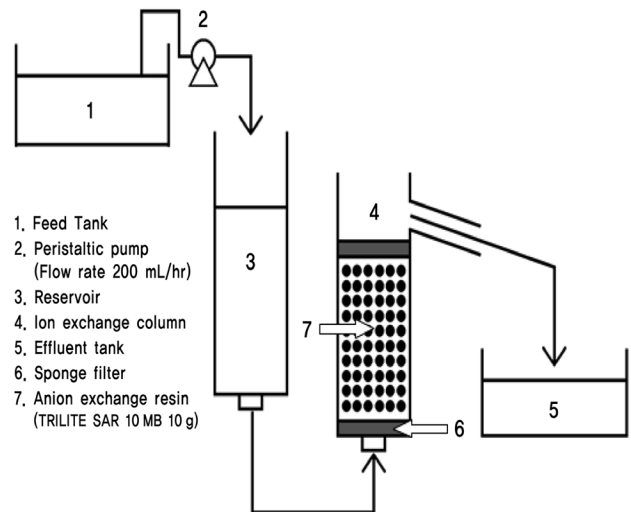 2
1
1. Feed Tank
2. Peristaltic pump
(Flow rate 200 mL/hr)
3. Reservoir
4. Ion exchange column
5. Effluent tank
6. Sponge filter
7. Anion exchange resin
(TRILITE SAR 10 MB 10 g)
3
4
7
5
6